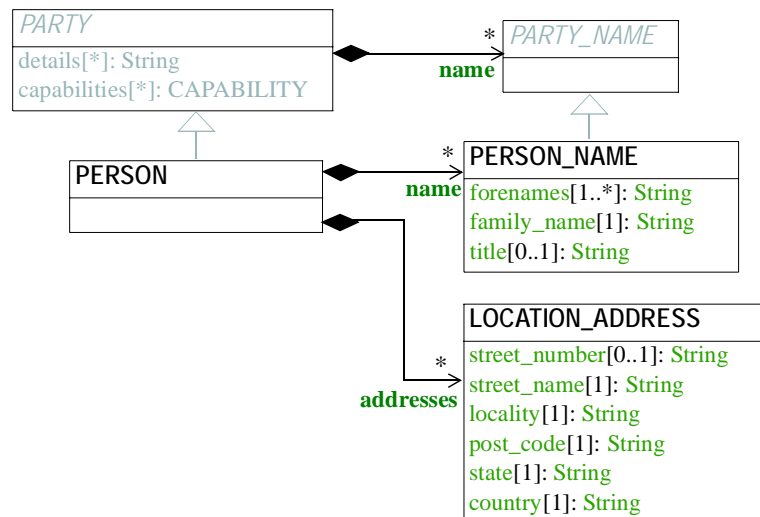 PARTY
details[*]: String
capabilities[*]: CAPABILITY
*
name
PARTY_NAME
PERSON
*
name
PERSON_NAME
forenames[1..*]: String
family_name[1]: String
title[0..1]: String
*
addresses
LOCATION_ADDRESS
street_number[0..1]: String
street_name[1]: String
locality[1]: String
post_code[1]: String
state[1]: String
country[1]: String